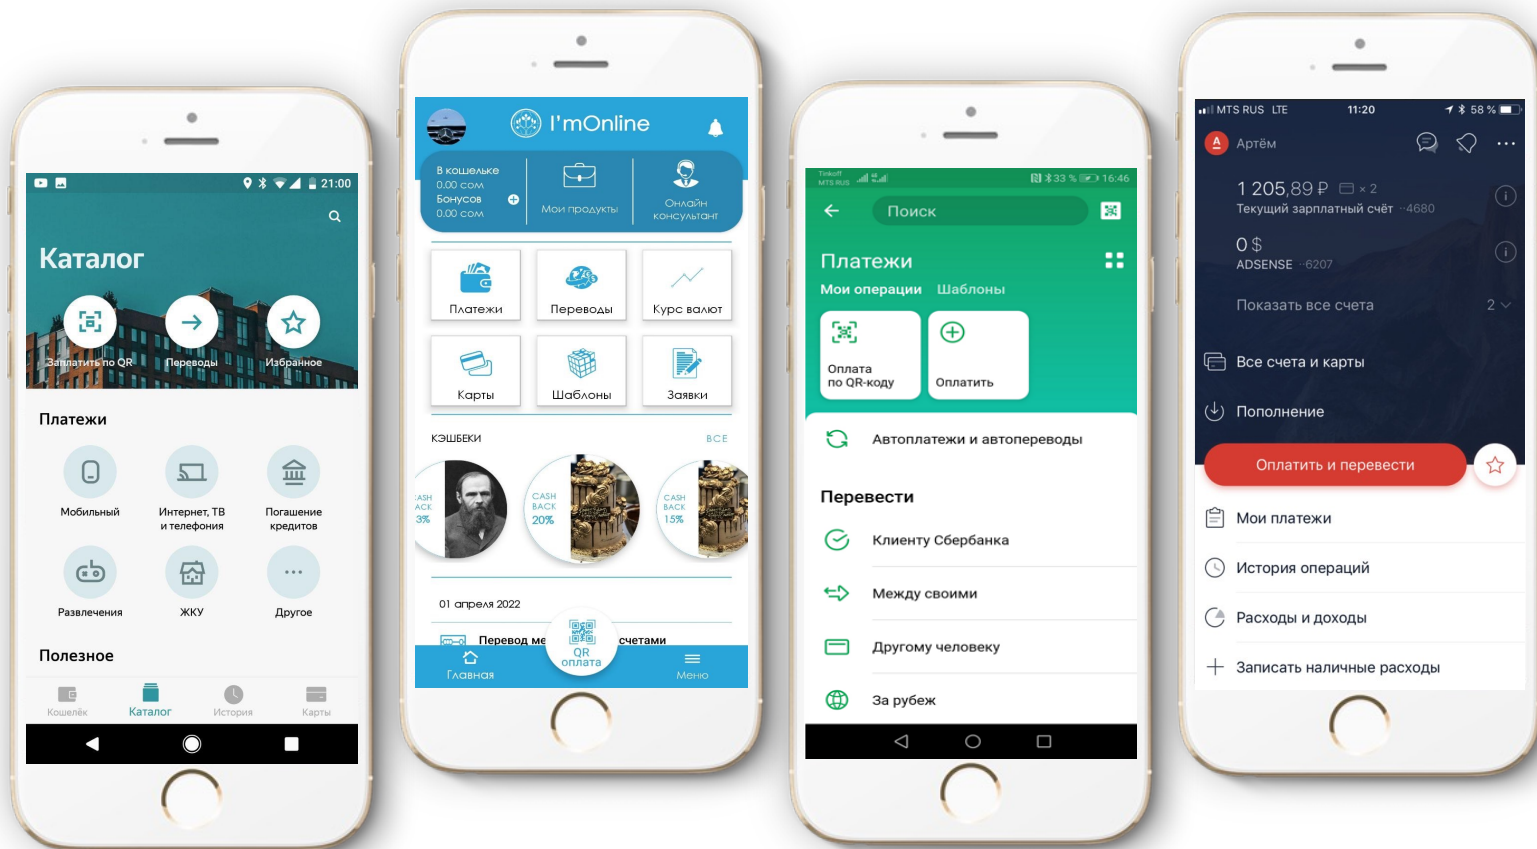 21:00
Каталог
Заплатить по QR
Переводы
Избранное
Платежи
Мобильный
Интернет, ТВ
и телефония
Погашение
кредитов
Развлечения
ЖКУ
Другое
Полезное
Кошелёк
Каталог
История
Карты
I'mOnline
В кошельке
0.00 сом
Бонусов
0.00 сом
Мои продукты
Онлайн
консультант
Платежи
Переводы
Курс валют
Карты
Шаблоны
Заявки
КЭШБЕКИ
ВСЕ
CASH
BACK
20%
CASH
BACK
15%
3%
01 апреля 2022
Перевод ме
счетами
QR
оплата
Главная
Меню
Tinkoff
MTS RUS
33 %
16:46
Поиск
Платежи
Мои операции
Шаблоны
Оплата
по QR-коду
Оплатить
Автоплатежи и автопереводы
Перевести
Клиенту Сбербанка
Между своими
Другому человеку
За рубеж
MTS RUS LTE
11:20
58 %
А
Артём
1 205,89 ₽
× 2
Текущий зарплатный счёт ··4680
0 $
ADSENSE ··6207
Показать все счета
2
Все счета и карты
Пополнение
Оплатить и перевести
Мои платежи
История операций
Расходы и доходы
Записать наличные расходы